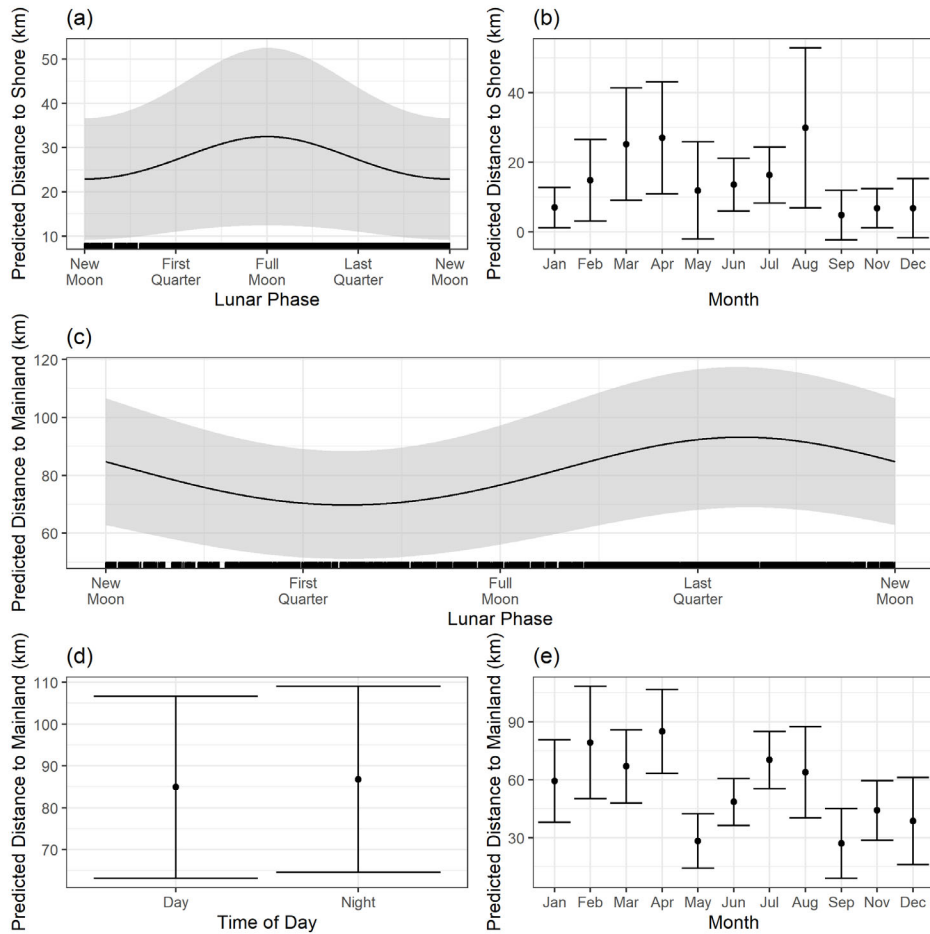 (a)
Predicted Distance to Shore (km)
50
40
30
20
10
New Moon
First Quarter
Full Moon
Last Quarter
New Moon
Lunar Phase
(b)
Predicted Distance to Shore (km)
40
20
0
Jan Feb Mar Apr May Jun Jul Aug Sep Nov Dec
Month
(c)
Predicted Distance to Mainland (km)
120
100
80
60
New Moon
First Quarter
Full Moon
Last Quarter
New Moon
Lunar Phase
(d)
Predicted Distance to Mainland (km)
110
105
100
95
90
85
80
70
Day Night
Time of Day
(e)
Predicted Distance to Mainland (km)
90
60
30
Jan Feb Mar Apr May Jun Jul Aug Sep Nov Dec
Month